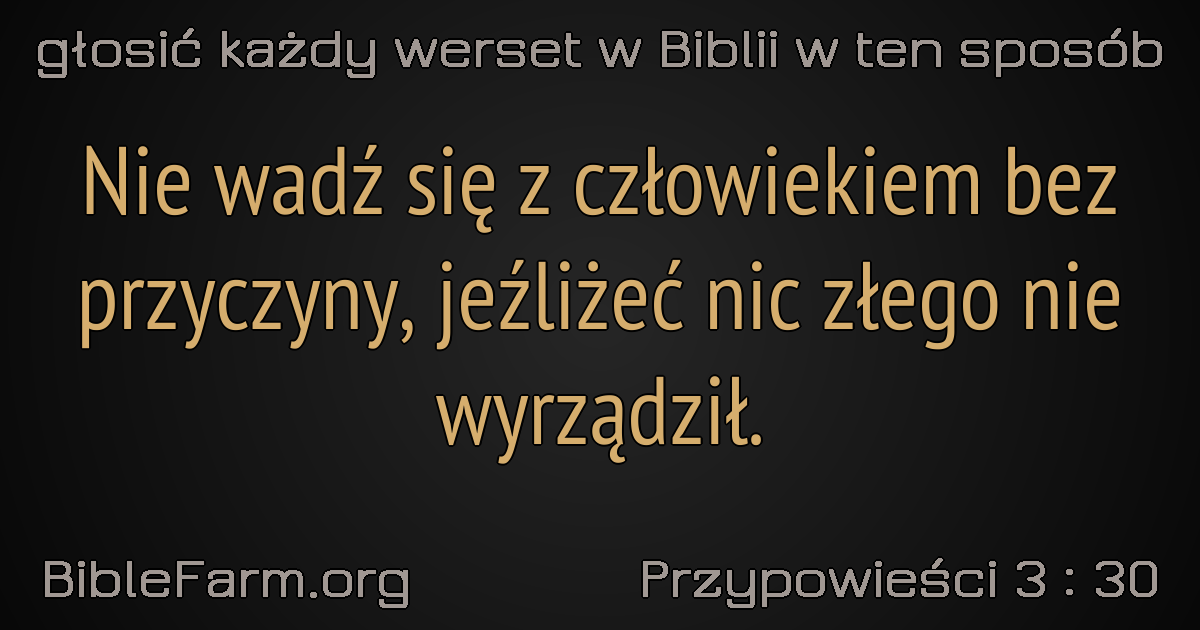 głosić każdy werset w Biblii w ten sposób
Nie wadź się z człowiekiem bez
przyczyny, jeźliżeć nic złego nie
wyrządził.
BibleFarm.org
Przypowieści 3 : 30